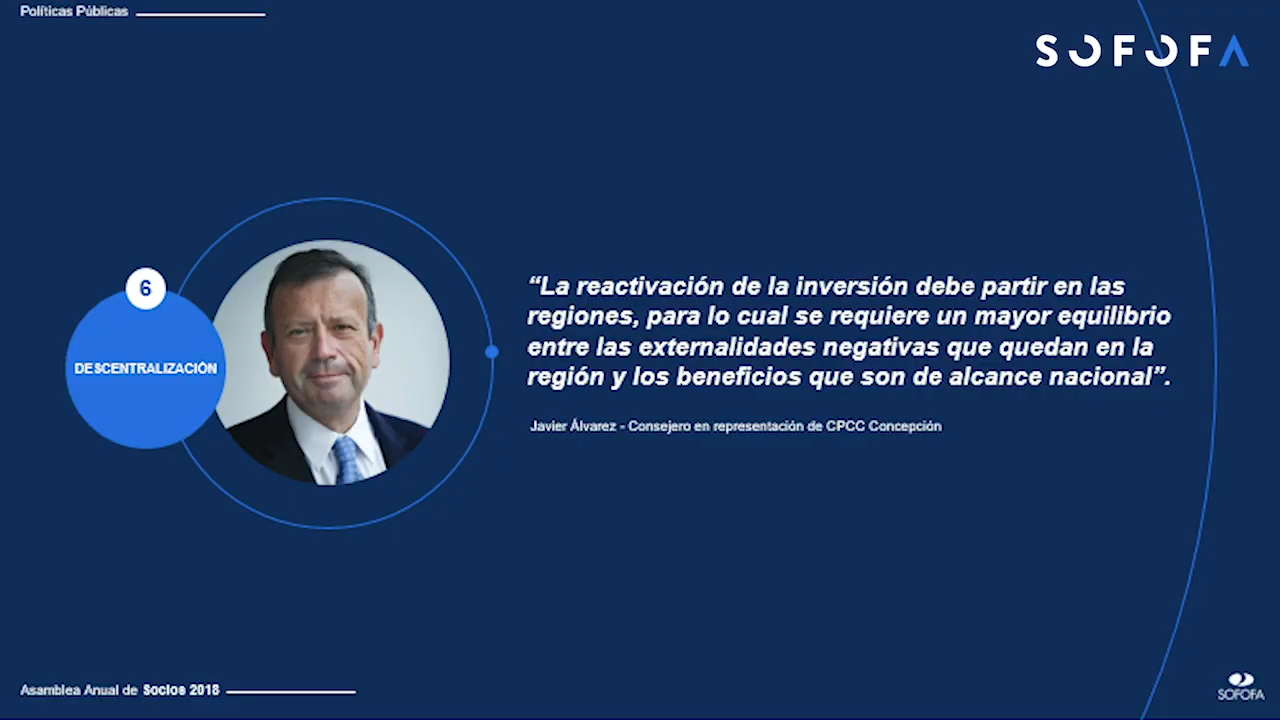 Políticas Públicas
SOFOFA
6
DESCENTRALIZACIÓN
“La reactivación de la inversión debe partir en las
regiones, para lo cual se requiere un mayor equilibrio
entre las externalidades negativas que quedan en la
región y los beneficios que son de alcance nacional”.
Javier Álvarez - Consejero en representación de CPCC Concepción
Asamblea Anual de Socios 2018
SOFOFA